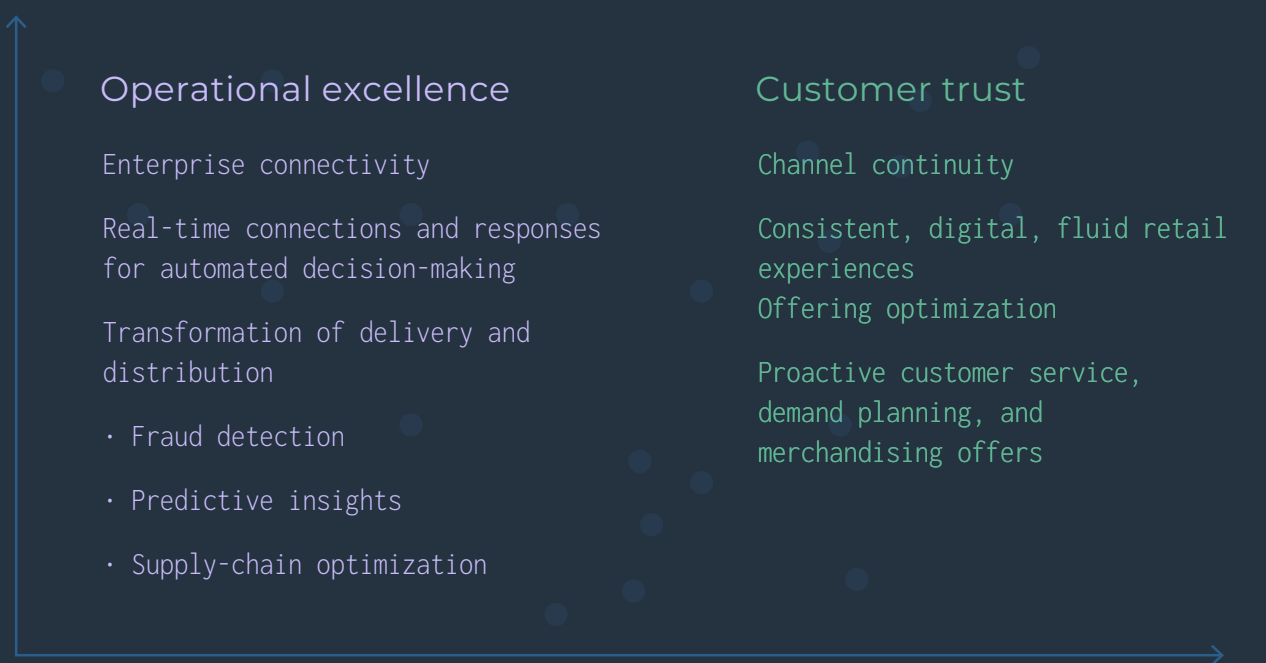 Operational excellence
Enterprise connectivity
Real-time connections and responses
for automated decision-making
Transformation of delivery and
distribution
· Fraud detection
· Predictive insights
· Supply-chain optimization
Customer trust
Channel continuity
Consistent, digital, fluid retail
experiences
Offering optimization
Proactive customer service,
demand planning, and
merchandising offers